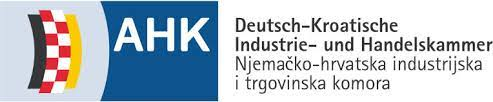 AHK
Deutsch-Kroatische
Industrie- und Handelskammer
Njemačko-hrvatska industrijska
i trgovinska komora